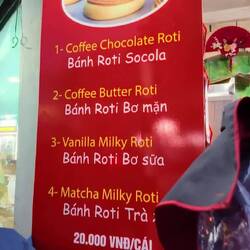 1- Coffee Chocolate Roti
Bánh Roti Socola
2- Coffee Butter Roti
Bánh Roti Bơ mặn
3- Vanilla Milky Roti
Bánh Roti Bơ sữa
4- Matcha Milky Roti
Bánh Roti Trà
20.000 VNĐ/CÁI